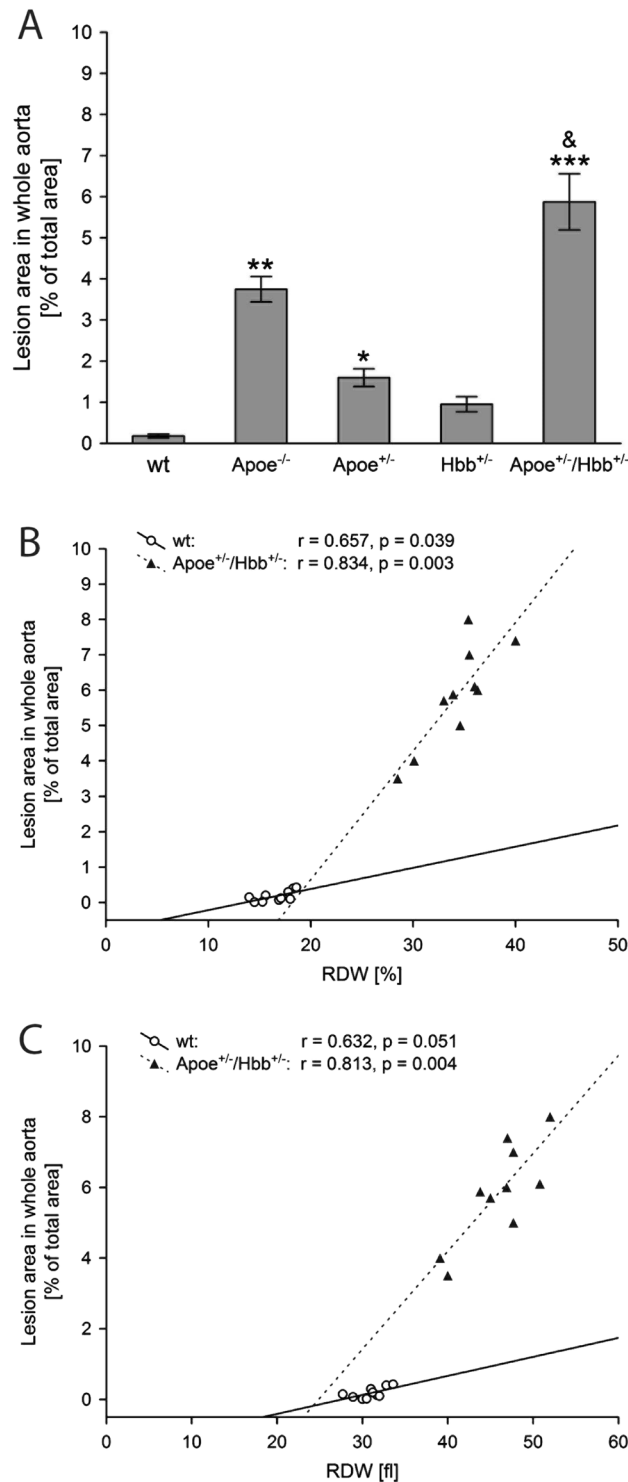 A
Lesion area in whole aorta
[% of total area]
10
9
8
7
6
5
4
3
2
1
0
**
*
&
***
wt
Apoe-/-
Apoe+/-
Hbb+/-
Apoe+/-/Hbb+/-
B
wt: r = 0.657, p = 0.039
Apoe+/-/Hbb+/-: r = 0.834, p = 0.003
Lesion area in whole aorta
[% of total area]
10
9
8
7
6
5
4
3
2
1
0
0 10 20 30 40 50
RDW [%]
C
wt: r = 0.632, p = 0.051
Apoe+/-/Hbb+/-: r = 0.813, p = 0.004
Lesion area in whole aorta
[% of total area]
10
8
6
4
2
0
0 10 20 30 40 50 60
RDW [fl]